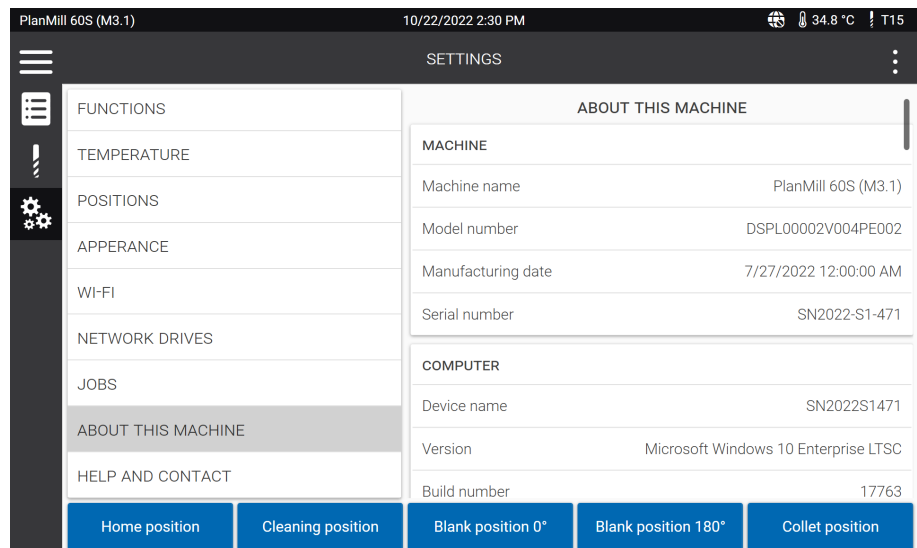 PlanMill 60S (M3.1) 10/22/2022 2:30 PM 34.8 °C T15
SETTINGS
FUNCTIONS
TEMPERATURE
POSITIONS
APPERANCE
WI-FI
NETWORK DRIVES
JOBS
ABOUT THIS MACHINE
HELP AND CONTACT
ABOUT THIS MACHINE
MACHINE
Machine name PlanMill 60S (M3.1)
Model number DSPL00002V004PE002
Manufacturing date 7/27/2022 12:00:00 AM
Serial number SN2022-S1-471
COMPUTER
Device name SN2022S1471
Version Microsoft Windows 10 Enterprise LTSC
Build number 17763
Home position Cleaning position Blank position 0° Blank position 180° Collet position